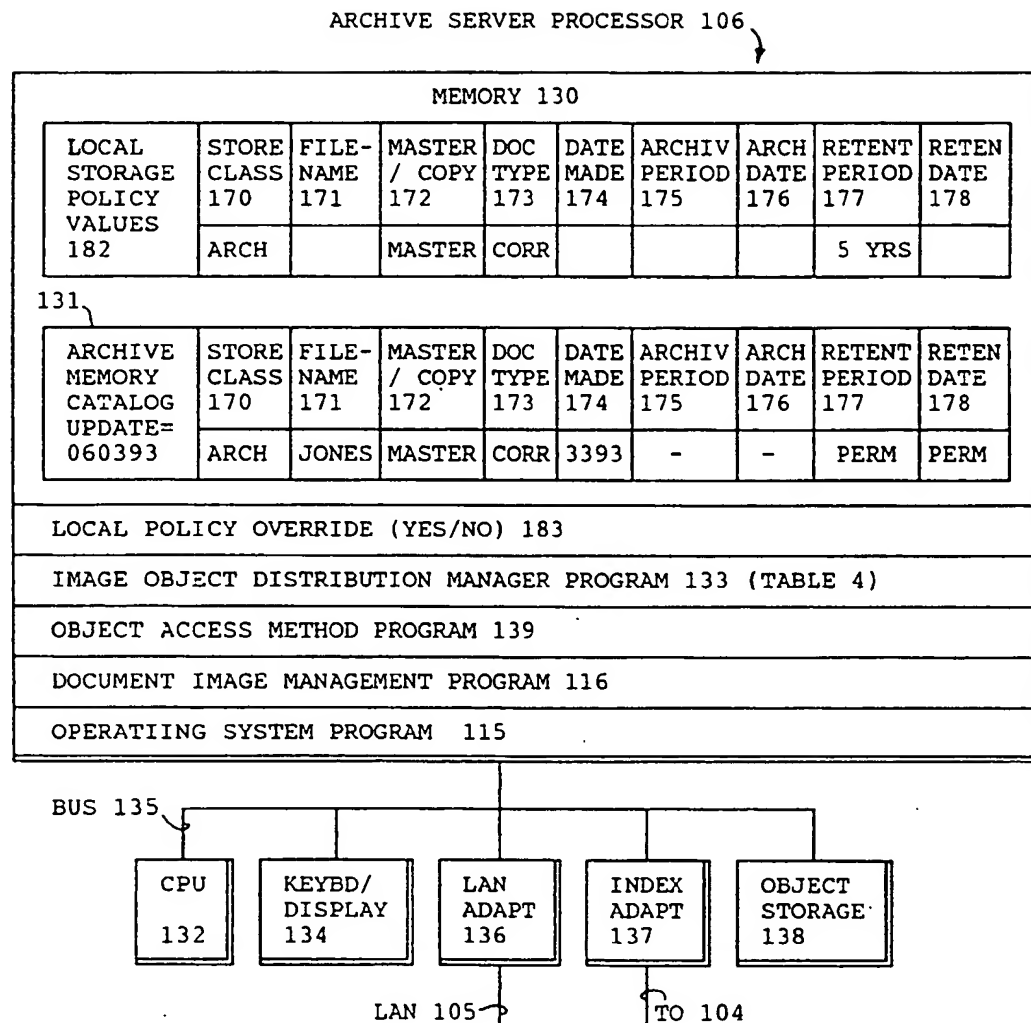 ARCHIVE SERVER PROCESSOR 106
MEMORY 130
LOCAL STORAGE POLICY VALUES 182
STORE CLASS 170
FILE-NAME 171
MASTER / COPY 172
DOC TYPE 173
DATE MADE 174
ARCHIV PERIOD 175
ARCH DATE 176
RETENT PERIOD 177
RETEN DATE 178
ARCH MASTER CORR 5 YRS
131
ARCHIVE MEMORY CATALOG UPDATE= 060393
STORE CLASS 170
FILE-NAME 171
MASTER / COPY 172
DOC TYPE 173
DATE MADE 174
ARCHIV PERIOD 175
ARCH DATE 176
RETENT PERIOD 177
RETEN DATE 178
ARCH JONES MASTER CORR 3393 - - PERM PERM
LOCAL POLICY OVERRIDE (YES/NO) 183
IMAGE OBJECT DISTRIBUTION MANAGER PROGRAM 133 (TABLE 4)
OBJECT ACCESS METHOD PROGRAM 139
DOCUMENT IMAGE MANAGEMENT PROGRAM 116
OPERATIING SYSTEM PROGRAM 115
BUS 135
CPU 132
KEYBD/ DISPLAY 134
LAN ADAPT 136
INDEX ADAPT 137
OBJECT STORAGE 138
LAN 105
TO 104